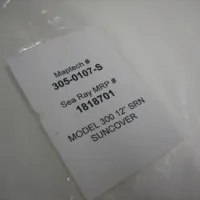 Maptech #
305-0107-S
Sea Ray MRP #
1818701
MODEL 300 12" SRN
SUNCOVER